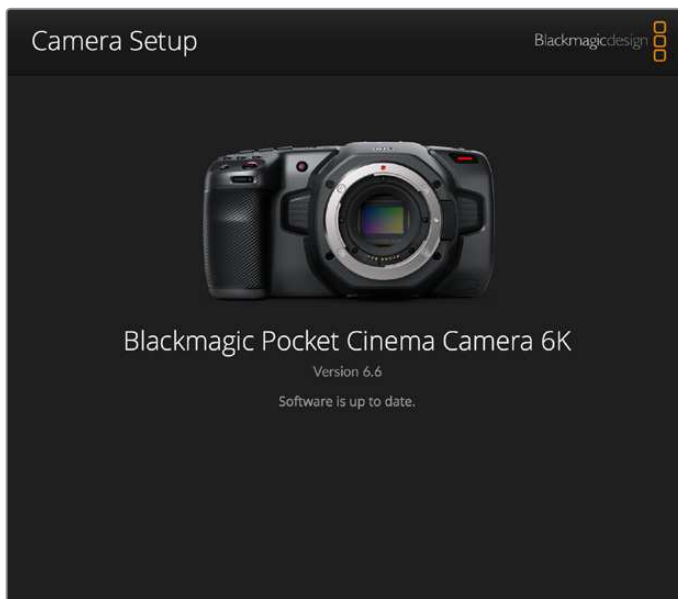 Camera Setup
Blackmagicdesign
Blackmagic Pocket Cinema Camera 6K
Version 6.6
Software is up to date.